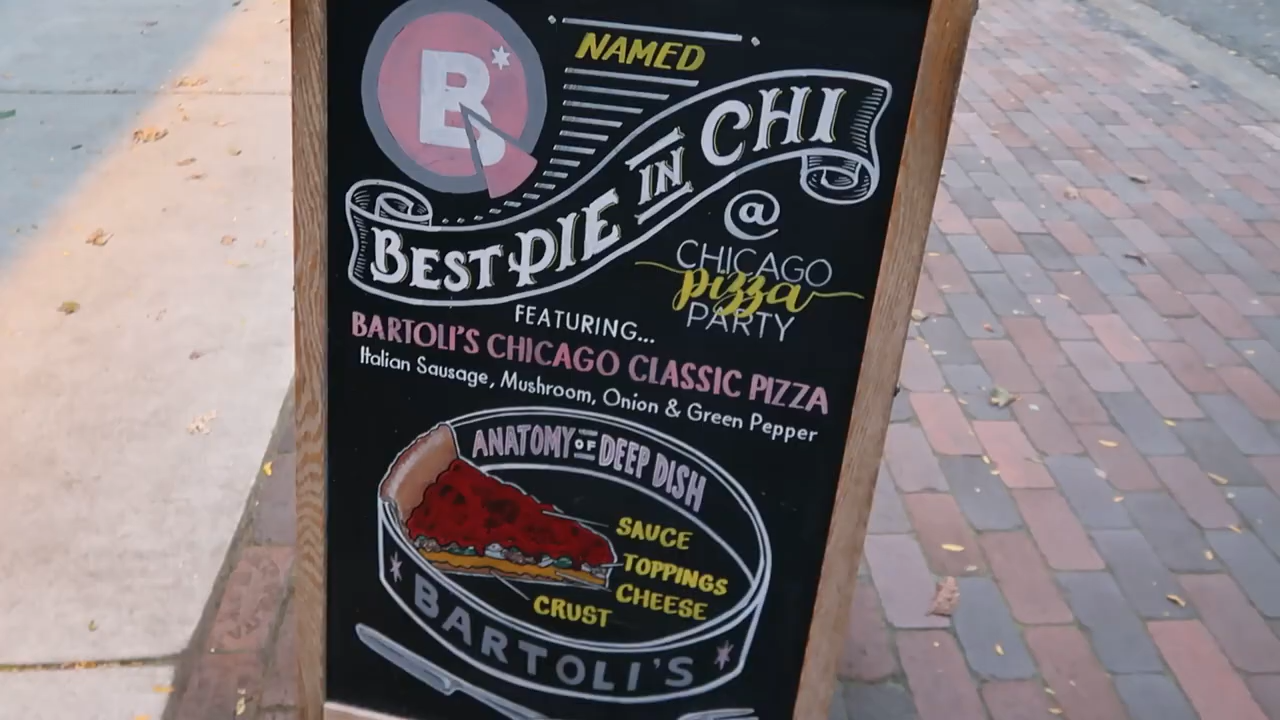 B
NAMED
BEST PIE IN CHI
@
CHICAGO
pizza
PARTY
FEATURING...
BARTOLI'S CHICAGO CLASSIC PIZZA
Italian Sausage, Mushroom, Onion & Green Pepper
ANATOMY OF DEEP DISH
SAUCE
TOPPINGS
CHEESE
CRUST
BARTOLI'S